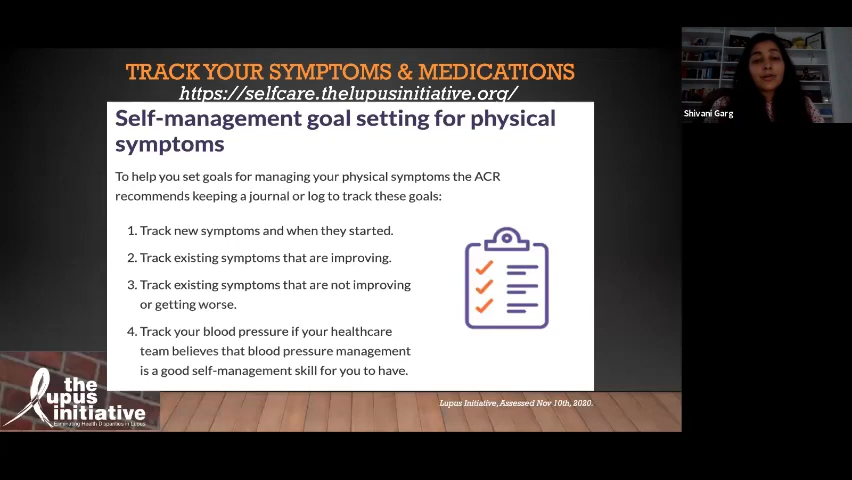 TRACK YOUR SYMPTOMS & MEDICATIONS
https://selfcare.thelupusinitiative.org/
Self-management goal setting for physical
symptoms
To help you set goals for managing your physical symptoms the ACR
recommends keeping a journal or log to track these goals:
1. Track new symptoms and when they started.
2. Track existing symptoms that are improving.
3. Track existing symptoms that are not improving
or getting worse.
4. Track your blood pressure if your healthcare
team believes that blood pressure management
is a good self-management skill for you to have.
Lupus Initiative, Assessed Nov 10th, 2020.
the
lupus
initiative
Eliminating Health Disparities in Lupus
Shivani Garg